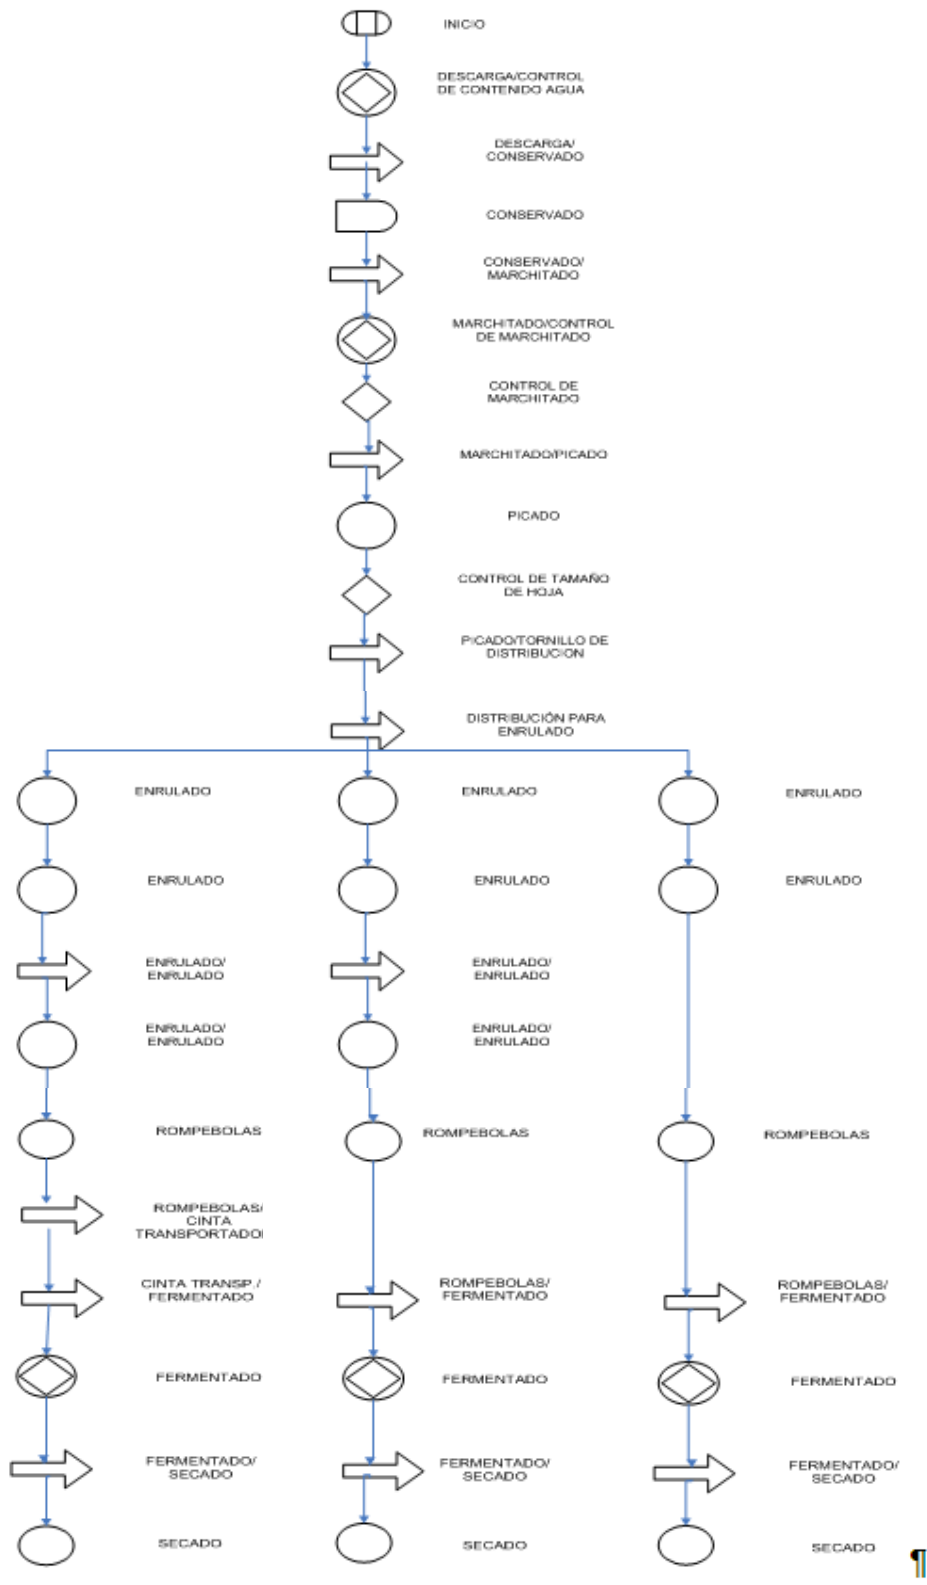 INICIO
DESCARGA/CONTROL
DE CONTENIDO AGUA
DESCARGA/
CONSERVADO
CONSERVADO
CONSERVADO/
MARCHITADO
MARCHITADO/CONTROL
DE MARCHITADO
CONTROL DE
MARCHITADO
MARCHITADO/PICADO
PICADO
CONTROL DE TAMAÑO
DE HOJA
PICADO/TORNILLO DE
DISTRIBUCION
DISTRIBUCIÓN PARA
ENRULADO
ENRULADO
ENRULADO
ENRULADO
ENRULADO
ENRULADO
ENRULADO
ENRULADO/
ENRULADO
ENRULADO/
ENRULADO
ENRULADO/
ENRULADO
ENRULADO/
ENRULADO
ROMPEBOLAS
ROMPEBOLAS
ROMPEBOLAS
ROMPEBOLAS/
CINTA
TRANSPORTADO
CINTA TRANSP./
FERMENTADO
ROMPEBOLAS/
FERMENTADO
ROMPEBOLAS/
FERMENTADO
FERMENTADO
FERMENTADO
FERMENTADO
FERMENTADO/
SECADO
FERMENTADO/
SECADO
FERMENTADO/
SECADO
SECADO
SECADO
SECADO
¶